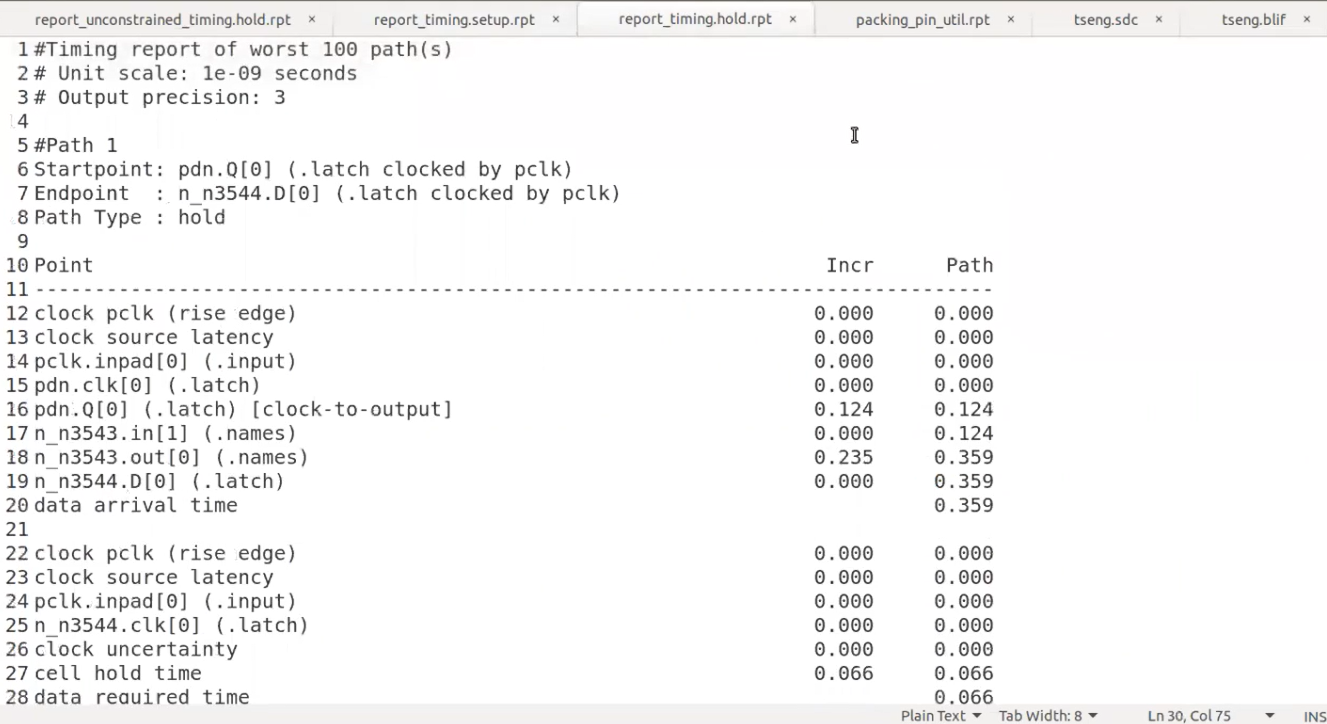 report_unconstrained_timing.hold.rpt × report_timing.setup.rpt × report_timing.hold.rpt × packing_pin_util.rpt × tseng.sdc × tseng.blif ×
1 #Timing report of worst 100 path(s)
2 # Unit scale: 1e-09 seconds
3 # Output precision: 3
4
5 #Path 1
6 Startpoint: pdn.Q[0] (.latch clocked by pclk)
7 Endpoint  : n_n3544.D[0] (.latch clocked by pclk)
8 Path Type : hold
9
10 Point Incr Path
11 --------------------------------------------------------------------------------
12 clock pclk (rise edge) 0.000 0.000
13 clock source latency 0.000 0.000
14 pclk.inpad[0] (.input) 0.000 0.000
15 pdn.clk[0] (.latch) 0.000 0.000
16 pdn.Q[0] (.latch) [clock-to-output] 0.124 0.124
17 n_n3543.in[1] (.names) 0.000 0.124
18 n_n3543.out[0] (.names) 0.235 0.359
19 n_n3544.D[0] (.latch) 0.000 0.359
20 data arrival time 0.359
21
22 clock pclk (rise edge) 0.000 0.000
23 clock source latency 0.000 0.000
24 pclk.inpad[0] (.input) 0.000 0.000
25 n_n3544.clk[0] (.latch) 0.000 0.000
26 clock uncertainty 0.000 0.000
27 cell hold time 0.066 0.066
28 data required time 0.066
Plain Text Tab Width: 8 Ln 30, Col 75 INS